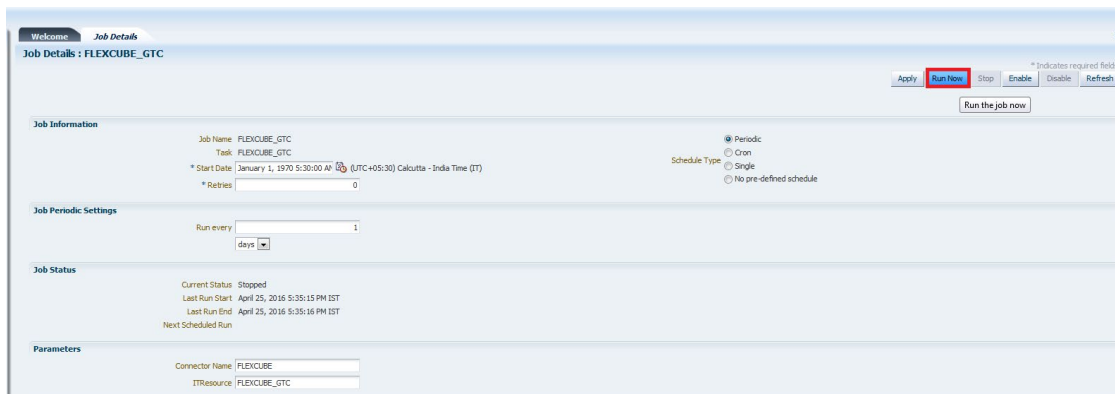 Welcome Job Details
Job Details : FLEXCUBE_GTC
* Indicates required field
Apply Run Now Stop Enable Disable Refresh
Run the job now
Job Information
Job Name FLEXCUBE_GTC
Task FLEXCUBE_GTC
* Start Date January 1, 1970 5:30:00 AM (UTC+05:30) Calcutta - India Time (IT)
* Retries 0
Schedule Type
Periodic
Cron
Single
No pre-defined schedule
Job Periodic Settings
Run every 1
days
Job Status
Current Status Stopped
Last Run Start April 25, 2016 5:35:15 PM IST
Last Run End April 25, 2016 5:35:16 PM IST
Next Scheduled Run
Parameters
Connector Name FLEXCUBE
ITResource FLEXCUBE_GTC